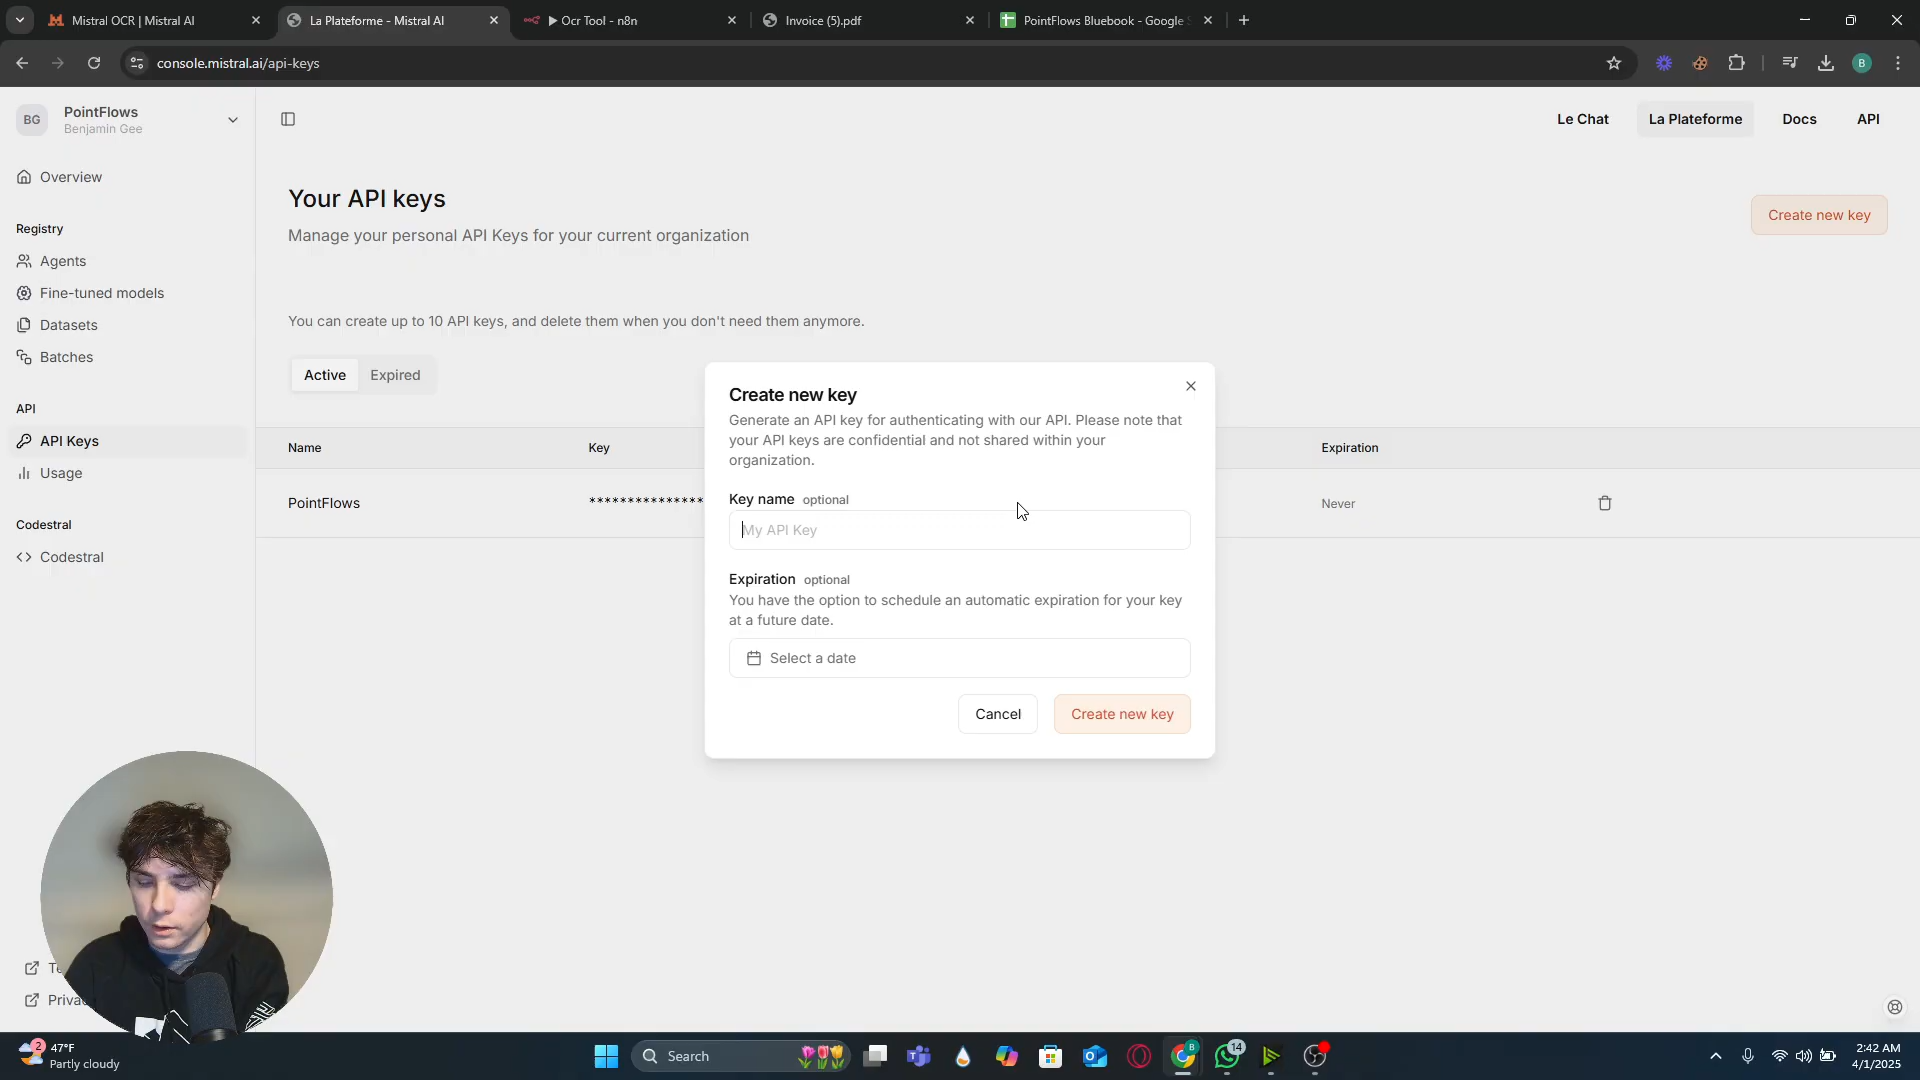 Mistral OCR | Mistral AI
La Plateforme - Mistral AI
Ocr Tool - n8n
Invoice (5).pdf
PointFlows Bluebook - Google
console.mistral.ai/api-keys
B
BG
PointFlows
Benjamin Gee
Le Chat
La Plateforme
Docs
API
Overview
Your API keys
Manage your personal API Keys for your current organization
Create new key
Registry
Agents
Fine-tuned models
Datasets
Batches
You can create up to 10 API keys, and delete them when you don't need them anymore.
Active
Expired
API
API Keys
Usage
Codestral
Codestral
Name
Key
Expiration
PointFlows
***************
Never
Create new key
Generate an API key for authenticating with our API. Please note that
your API keys are confidential and not shared within your
organization.
Key name optional
My API Key
Expiration optional
You have the option to schedule an automatic expiration for your key
at a future date.
Select a date
Cancel
Create new key
2
47°F
Partly cloudy
Search
B
14
2:42 AM
4/1/2025